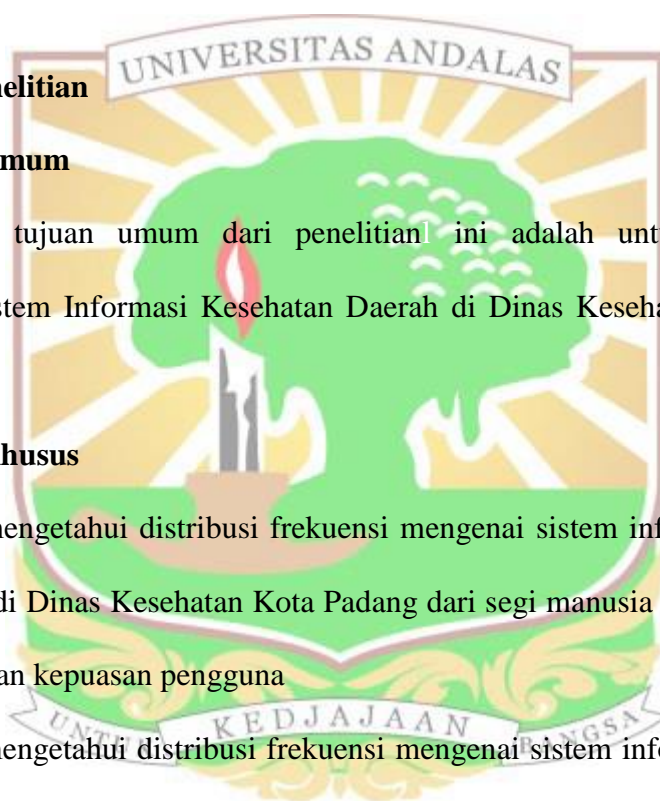 UNIVERSITAS ANDALAS
nelitian
mum
tujuan umum dari penelitian ini adalah unt
stem Informasi Kesehatan Daerah di Dinas Keseha
husus
mengetahui distribusi frekuensi mengenai sistem inf
di Dinas Kesehatan Kota Padang dari segi manusia
an kepuasan pengguna
KEDJAJAAN BANGSA
mengetahui distribusi frekuensi mengenai sistem info